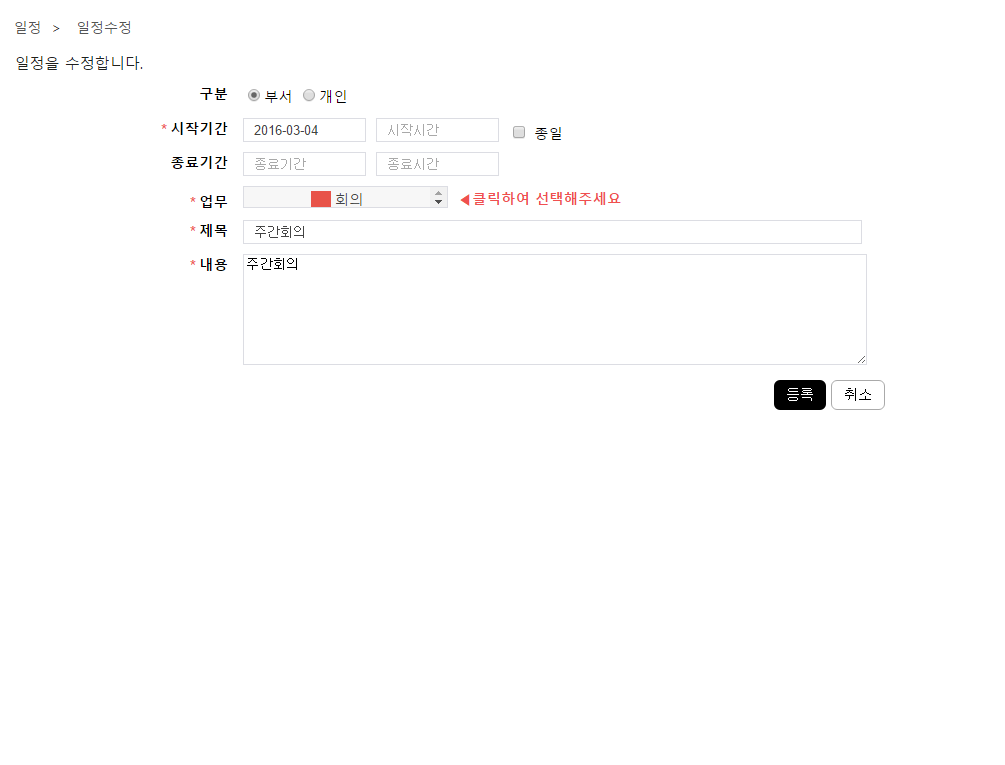 일정 > 일정수정
일정을 수정합니다.
구분 부서 개인
* 시작기간 2016-03-04 시작시간 종일
종료기간 종료기간 종료시간
* 업무 회의 ◀클릭하여 선택해주세요
* 제목 주간회의
* 내용 주간회의
등록 취소